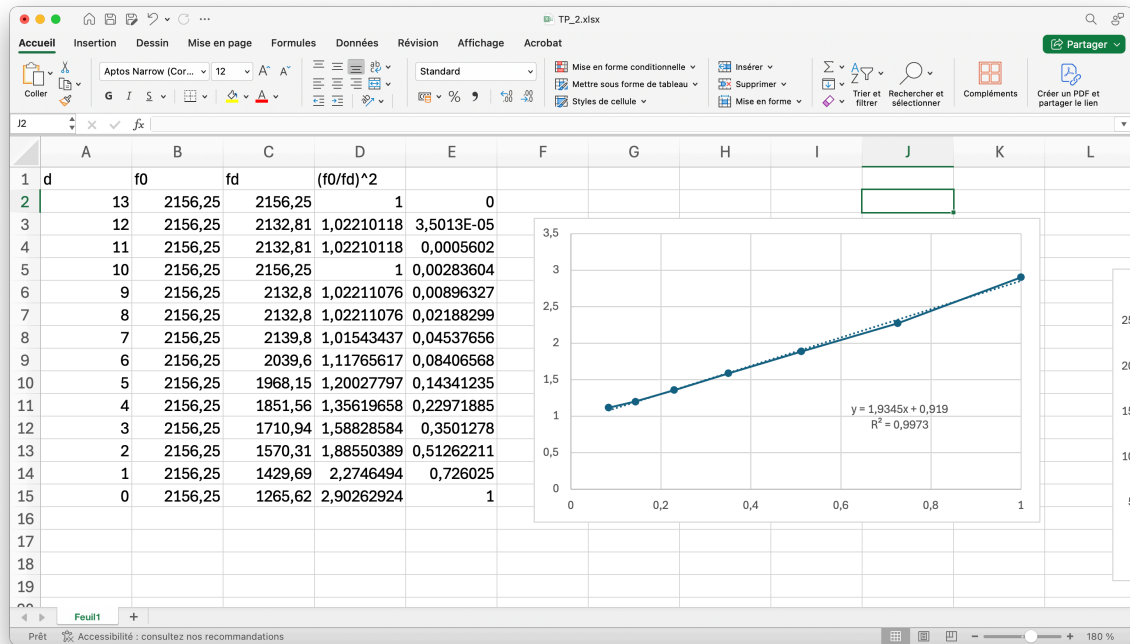 TP_2.xlsx
Accueil Insertion Dessin Mise en page Formules Données Révision Affichage Acrobat Partager
Coller
Aptos Narrow (Cor... 12 A A
G I S A
ab
Standard
% 000
Mise en forme conditionnelle
Mettre sous forme de tableau
Styles de cellule
Insérer
Supprimer
Mise en forme
Trier et filtrer
Rechercher et sélectionner
Compléments
Créer un PDF et partager le lien
J2 fx
A B C D E F G H I J K L
1 d f0 fd (f0/fd)^2
2 13 2156,25 2156,25 1 0
3 12 2156,25 2132,81 1,02210118 3,5013E-05
4 11 2156,25 2132,81 1,02210118 0,0005602
5 10 2156,25 2156,25 1 0,00283604
6 9 2156,25 2132,8 1,02211076 0,00896327
7 8 2156,25 2132,8 1,02211076 0,02188299
8 7 2156,25 2139,8 1,01543437 0,04537656
9 6 2156,25 2039,6 1,11765617 0,08406568
10 5 2156,25 1968,15 1,20027797 0,14341235
11 4 2156,25 1851,56 1,35619658 0,22971885
12 3 2156,25 1710,94 1,58828584 0,3501278
13 2 2156,25 1570,31 1,88550389 0,51262211
14 1 2156,25 1429,69 2,2746494 0,726025
15 0 2156,25 1265,62 2,90262924 1
16
17
18
19
3,5
3
2,5
2
1,5
1
0,5
0
0 0,2 0,4 0,6 0,8 1
y = 1,9345x + 0,919
R² = 0,9973
Feuil1 +
Prêt Accessibilité : consultez nos recommandations 180 %